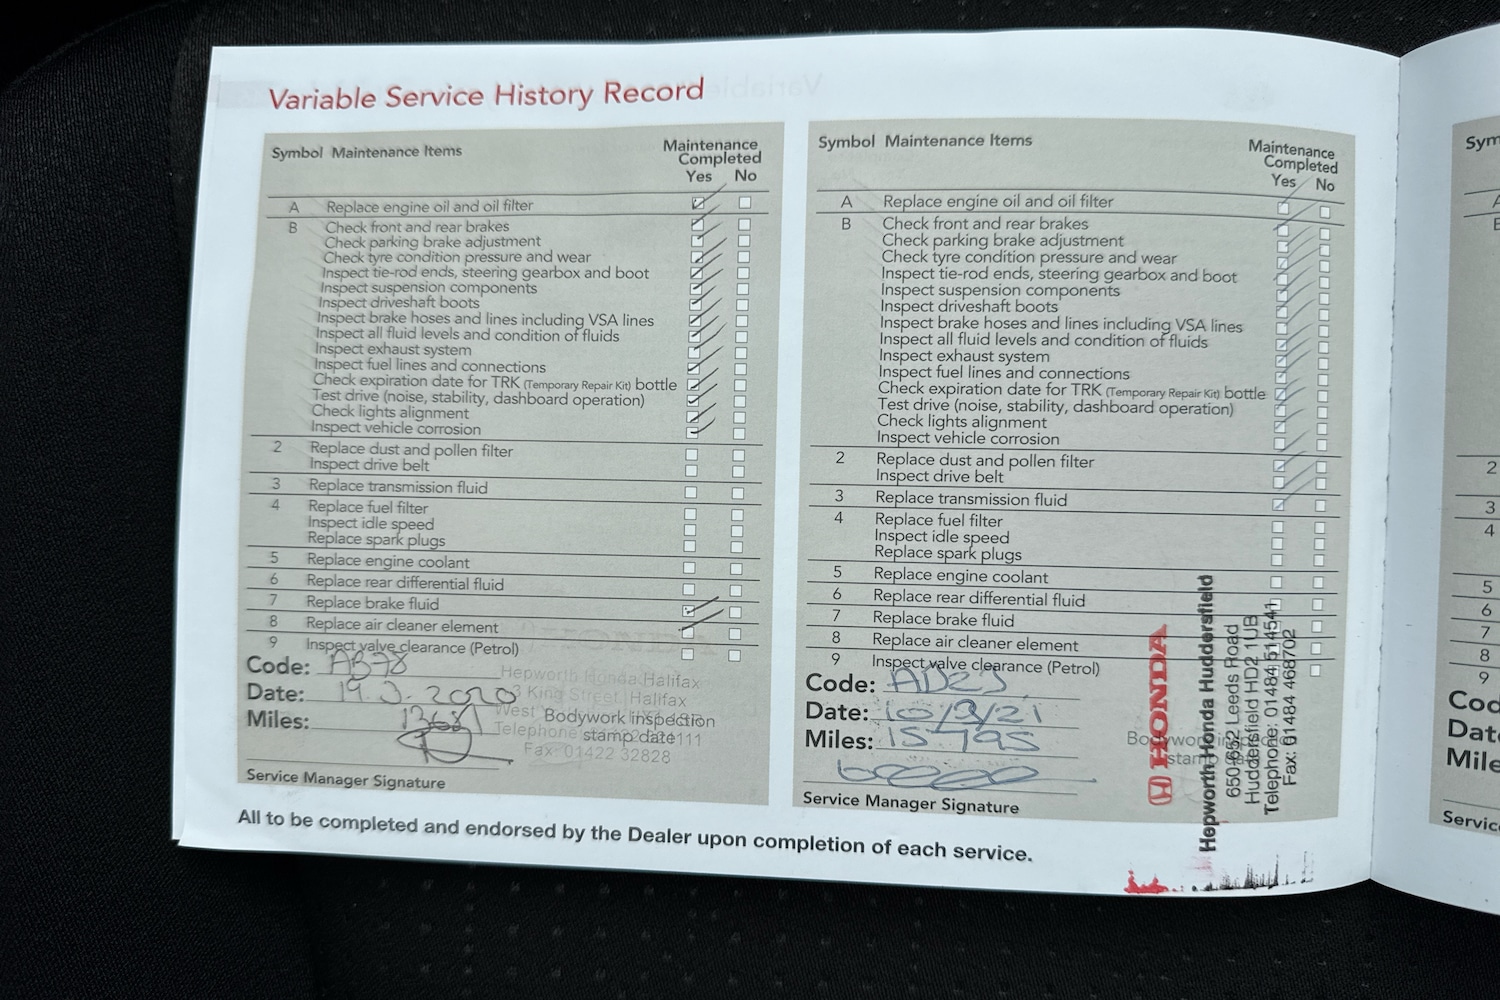 Variable Service History Record
Symbol Maintenance Items
Maintenance
Completed
Yes No
A Replace engine oil and oil filter
B Check front and rear brakes
Check parking brake adjustment
Check tyre condition pressure and wear
Inspect tie-rod ends, steering gearbox and boot
Inspect suspension components
Inspect driveshaft boots
Inspect brake hoses and lines including VSA lines
Inspect all fluid levels and condition of fluids
Inspect exhaust system
Inspect fuel lines and connections
Check expiration date for TRK (Temporary Repair Kit) bottle
Test drive (noise, stability, dashboard operation)
Check lights alignment
Inspect vehicle corrosion
2 Replace dust and pollen filter
Inspect drive belt
3 Replace transmission fluid
4 Replace fuel filter
Inspect idle speed
Replace spark plugs
5 Replace engine coolant
6 Replace rear differential fluid
7 Replace brake fluid
8 Replace air cleaner element
9 Inspect valve clearance (Petrol)
Code: AB78
Date: 19.3.2020
Miles: 13681
Hepworth Honda Halifax
King Street, Halifax
West
Telephone
Fax: 01422 32828
Bodywork inspection
stamp date
Service Manager Signature
Symbol Maintenance Items
Maintenance
Completed
Yes No
A Replace engine oil and oil filter
B Check front and rear brakes
Check parking brake adjustment
Check tyre condition pressure and wear
Inspect tie-rod ends, steering gearbox and boot
Inspect suspension components
Inspect driveshaft boots
Inspect brake hoses and lines including VSA lines
Inspect all fluid levels and condition of fluids
Inspect exhaust system
Inspect fuel lines and connections
Check expiration date for TRK (Temporary Repair Kit) bottle
Test drive (noise, stability, dashboard operation)
Check lights alignment
Inspect vehicle corrosion
2 Replace dust and pollen filter
Inspect drive belt
3 Replace transmission fluid
4 Replace fuel filter
Inspect idle speed
Replace spark plugs
5 Replace engine coolant
6 Replace rear differential fluid
7 Replace brake fluid
8 Replace air cleaner element
9 Inspect valve clearance (Petrol)
Code: AD23
Date: 10/3/21
Miles: 15 795
Service Manager Signature
HONDA
Hepworth Honda Huddersfield
650-652 Leeds Road
Huddersfield HD2 1UB
Telephone: 01484 514541
Fax: 01484 468702
stamp
All to be completed and endorsed by the Dealer upon completion of each service.
2
3
4
5
6
7
8
9